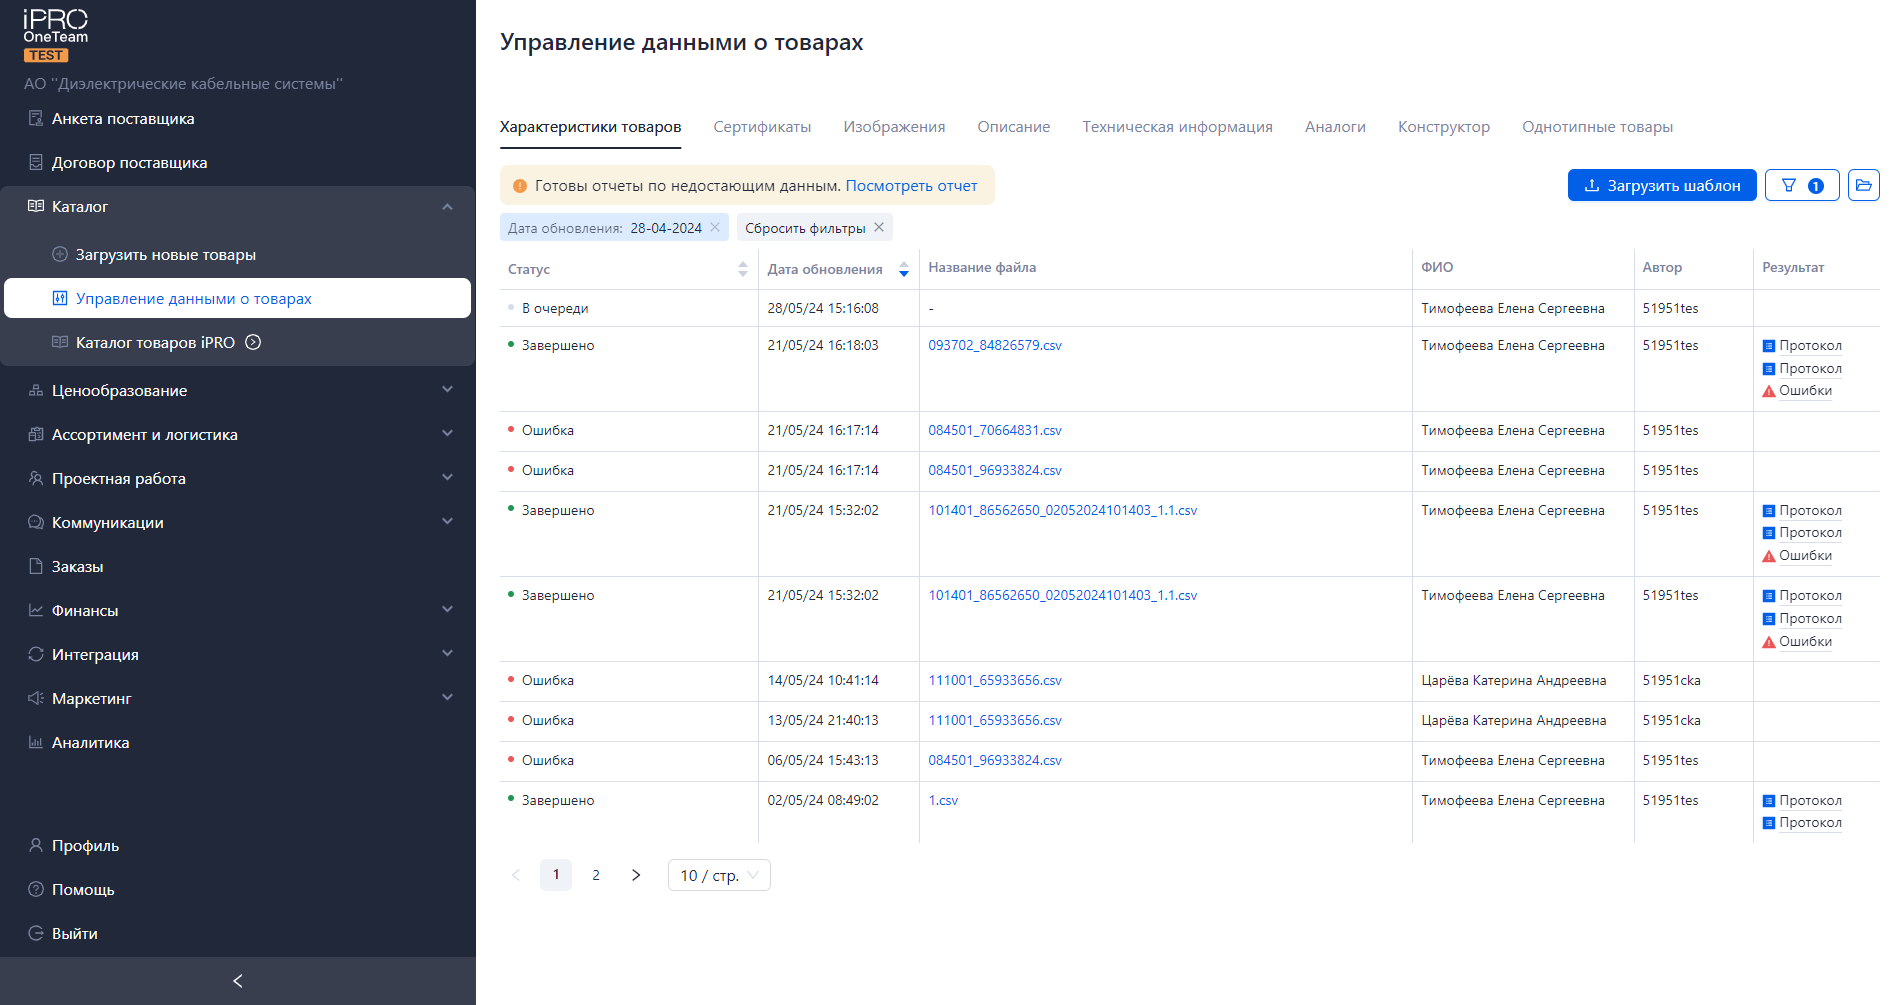 iPRO
OneTeam
TEST
АО "Диэлектрические кабельные системы"
Анкета поставщика
Договор поставщика
Каталог
Загрузить новые товары
Управление данными о товарах
Каталог товаров iPRO
Ценообразование
Ассортимент и логистика
Проектная работа
Коммуникации
Заказы
Финансы
Интеграция
Маркетинг
Аналитика
Профиль
Помощь
Выйти
Управление данными о товарах
Характеристики товаров Сертификаты Изображения Описание Техническая информация Аналоги Конструктор Однотипные товары
Готовы отчеты по недостающим данным. Посмотреть отчет
Загрузить шаблон 1
Дата обновления: 28-04-2024 Сбросить фильтры
Статус Дата обновления Название файла ФИО Автор Результат
В очереди 28/05/24 15:16:08 - Тимофеева Елена Сергеевна 51951tes
Завершено 21/05/24 16:18:03 093702_84826579.csv Тимофеева Елена Сергеевна 51951tes Протокол
Протокол
Ошибки
Ошибка 21/05/24 16:17:14 084501_70664831.csv Тимофеева Елена Сергеевна 51951tes
Ошибка 21/05/24 16:17:14 084501_96933824.csv Тимофеева Елена Сергеевна 51951tes
Завершено 21/05/24 15:32:02 101401_86562650_02052024101403_1.1.csv Тимофеева Елена Сергеевна 51951tes Протокол
Протокол
Ошибки
Завершено 21/05/24 15:32:02 101401_86562650_02052024101403_1.1.csv Тимофеева Елена Сергеевна 51951tes Протокол
Протокол
Ошибки
Ошибка 14/05/24 10:41:14 111001_65933656.csv Царёва Катерина Андреевна 51951cka
Ошибка 13/05/24 21:40:13 111001_65933656.csv Царёва Катерина Андреевна 51951cka
Ошибка 06/05/24 15:43:13 084501_96933824.csv Тимофеева Елена Сергеевна 51951tes
Завершено 02/05/24 08:49:02 1.csv Тимофеева Елена Сергеевна 51951tes Протокол
Протокол
1 2 10 / стр.